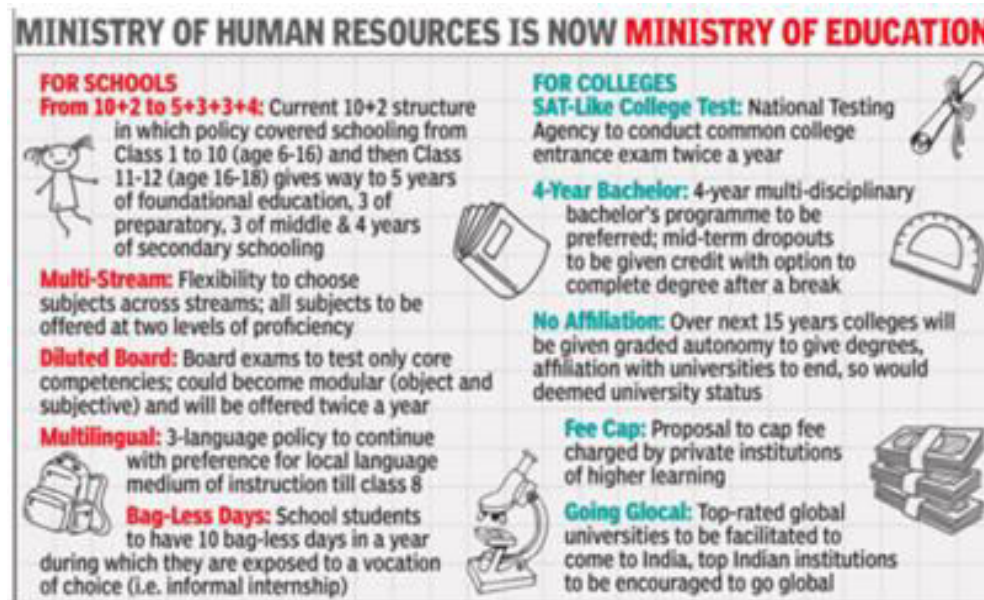 MINISTRY OF HUMAN RESOURCES IS NOW MINISTRY OF EDUCATION
FOR SCHOOLS
From 10+2 to 5+3+3+4: Current 10+2 structure
in which policy covered schooling from
Class 1 to 10 (age 6-16) and then Class
11-12 (age 16-18) gives way to 5 years
of foundational education, 3 of
preparatory, 3 of middle & 4 years
of secondary schooling
Multi-Stream: Flexibility to choose
subjects across streams; all subjects to be
offered at two levels of proficiency
Diluted Board: Board exams to test only core
competencies; could become modular (object and
subjective) and will be offered twice a year
Multilingual: 3-language policy to continue
with preference for local language
medium of instruction till class 8
Bag-Less Days: School students
to have 10 bag-less days in a year
during which they are exposed to a vocation
of choice (i.e. informal internship)
FOR COLLEGES
SAT-Like College Test: National Testing
Agency to conduct common college
entrance exam twice a year
4-Year Bachelor: 4-year multi-disciplinary
bachelor's programme to be
preferred; mid-term dropouts
to be given credit with option to
complete degree after a break
No Affiliation: Over next 15 years colleges will
be given graded autonomy to give degrees,
affiliation with universities to end, so would
deemed university status
Fee Cap: Proposal to cap fee
charged by private institutions
of higher learning
Going Glocal: Top-rated global
universities to be facilitated to
come to India, top Indian institutions
to be encouraged to go global